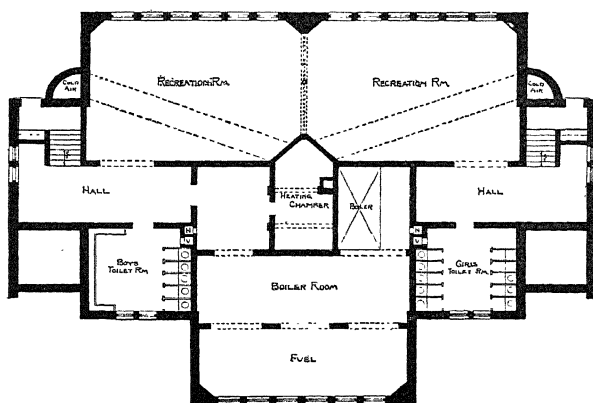 RECREATION RM.
RECREATION RM.
COLD
AIR
COLD
AIR
HALL
HEATING
CHAMBER
BOILER
HALL
H
V
H
V
BOYS
TOILET RM.
BOILER ROOM
GIRLS
TOILET RM.
FUEL